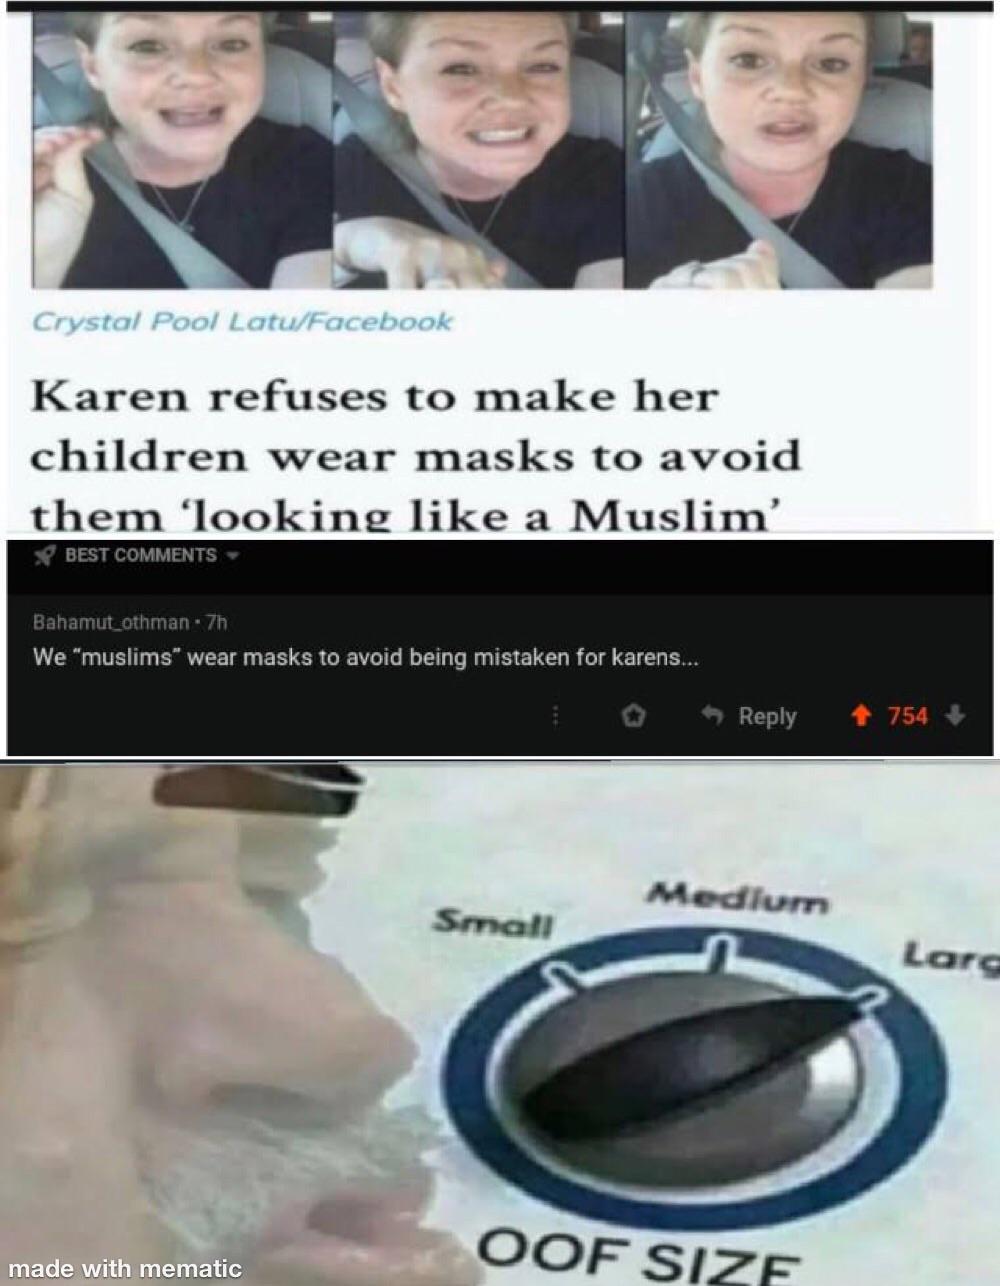 Crystal Pool Latu/Facebook
Karen refuses to make her
children wear masks to avoid
them ‘looking like a Muslim’
BEST COMMENTS
Bahamut_othman • 7h
We “muslims” wear masks to avoid being mistaken for karens...
Reply 754
Small
Medium
Larg
OOF SIZE
made with mematic